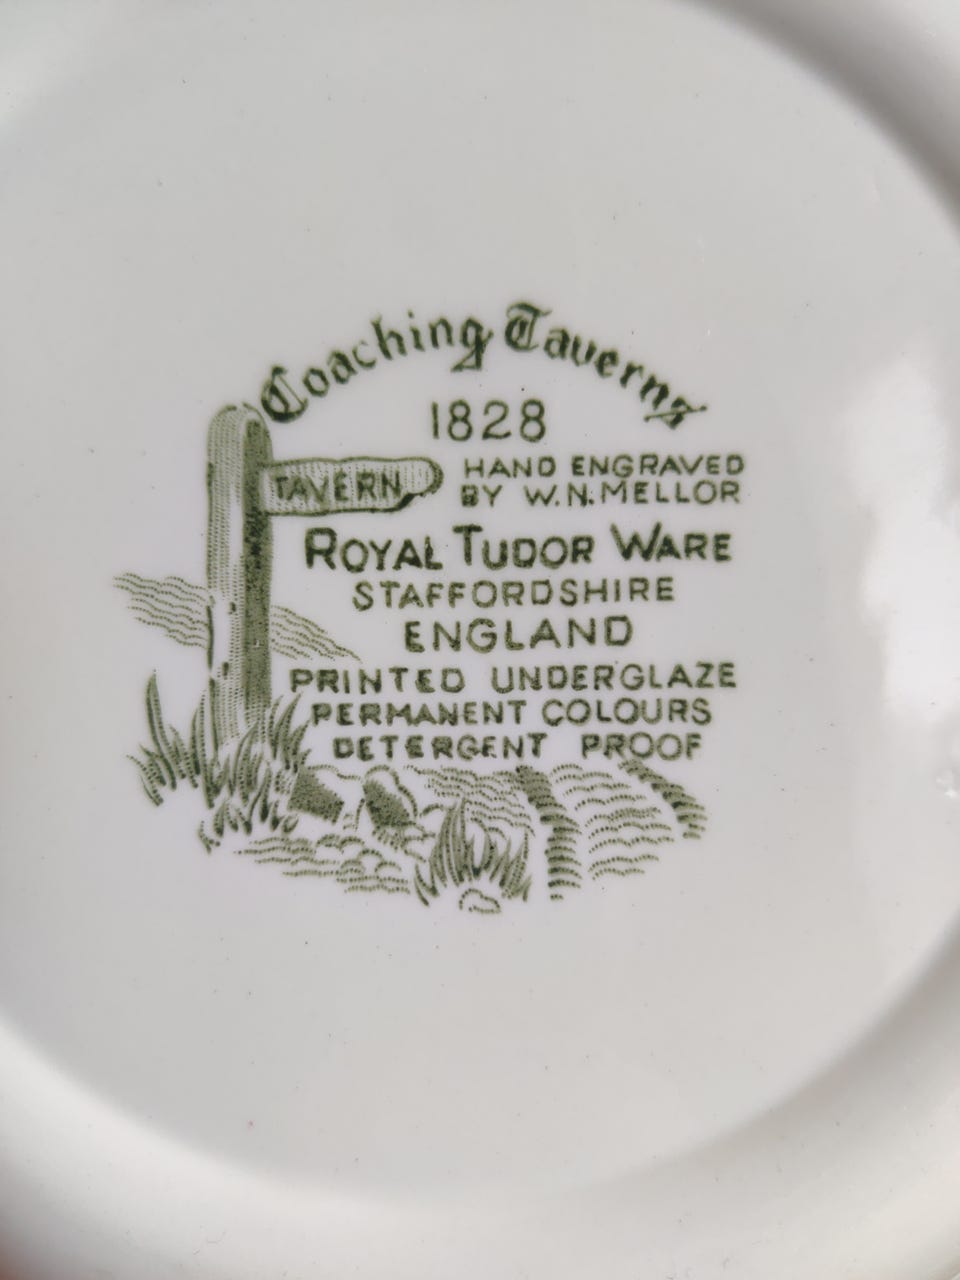 Coaching Taverns
1828
TAVERN
HAND ENGRAVED
BY W.N.MELLOR
ROYAL TUDOR WARE
STAFFORDSHIRE
ENGLAND
PRINTED UNDERGLAZE
PERMANENT COLOURS
DETERGENT PROOF